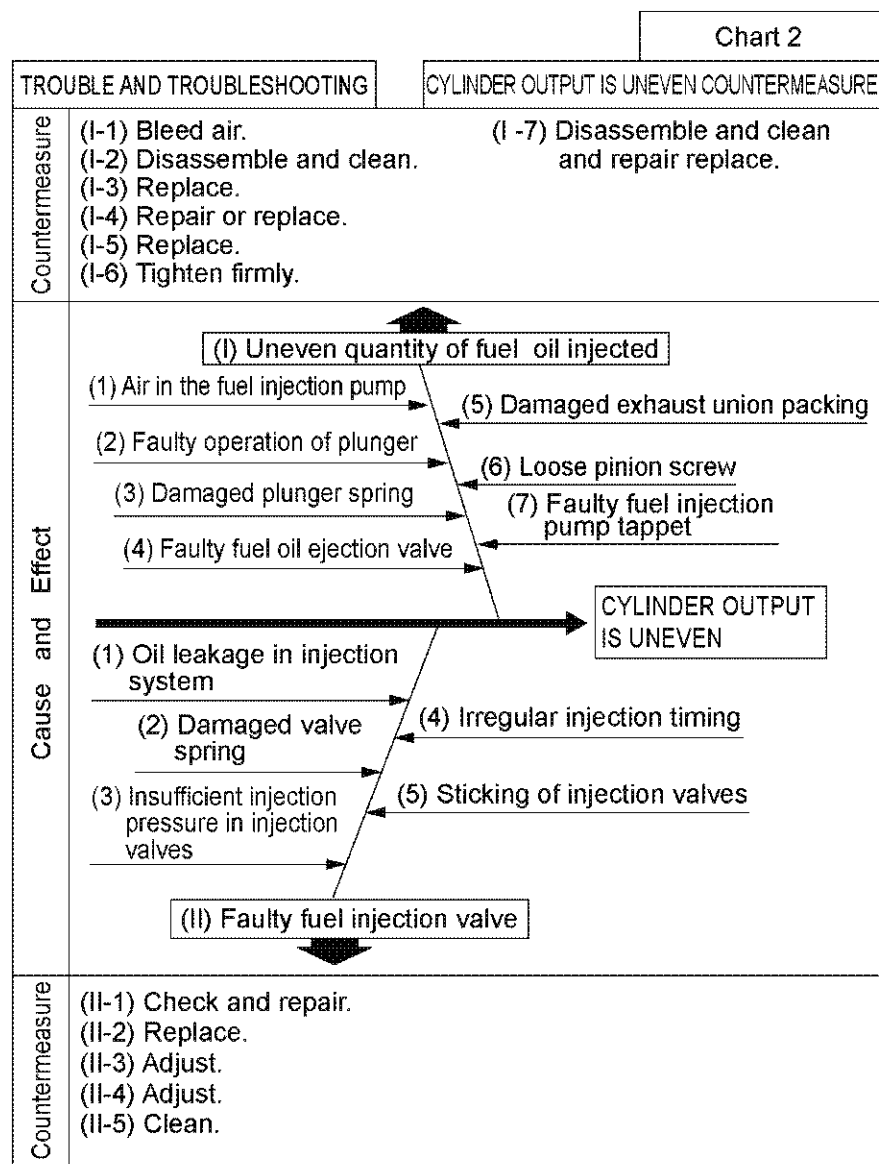 Chart 2
TROUBLE AND TROUBLESHOOTING
CYLINDER OUTPUT IS UNEVEN COUNTERMEASURE
Countermeasure
(I-1) Bleed air.
(I-2) Disassemble and clean.
(I-3) Replace.
(I-4) Repair or replace.
(I-5) Replace.
(I-6) Tighten firmly.
(I -7) Disassemble and clean
and repair replace.
Cause and Effect
(I) Uneven quantity of fuel oil injected
(1) Air in the fuel injection pump
(2) Faulty operation of plunger
(3) Damaged plunger spring
(4) Faulty fuel oil ejection valve
(5) Damaged exhaust union packing
(6) Loose pinion screw
(7) Faulty fuel injection
pump tappet
CYLINDER OUTPUT
IS UNEVEN
(1) Oil leakage in injection
system
(2) Damaged valve
spring
(3) Insufficient injection
pressure in injection
valves
(4) Irregular injection timing
(5) Sticking of injection valves
(II) Faulty fuel injection valve
Countermeasure
(II-1) Check and repair.
(II-2) Replace.
(II-3) Adjust.
(II-4) Adjust.
(II-5) Clean.